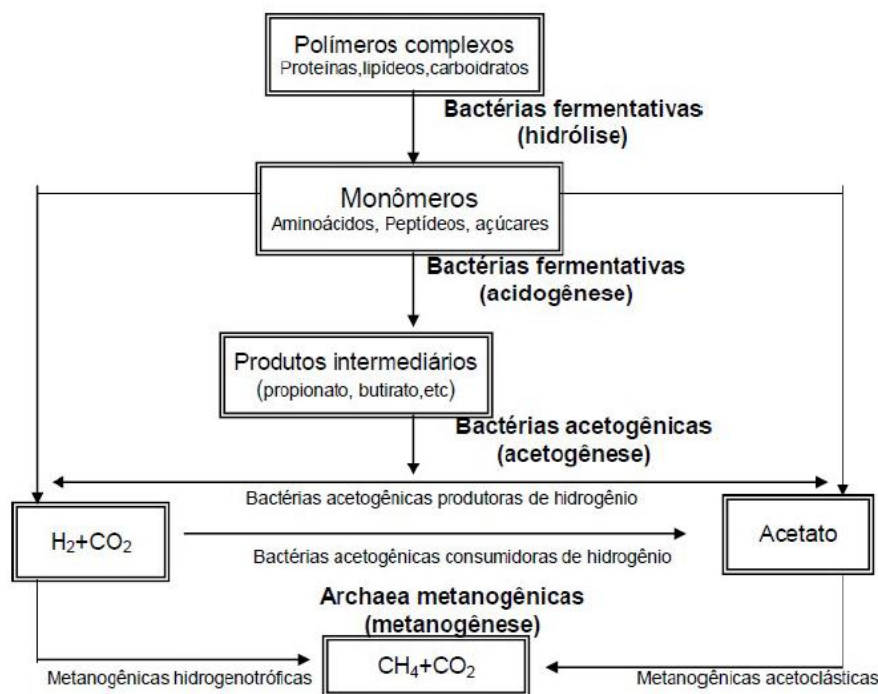 Polímeros complexos
Proteínas,lipídeos,carboidratos
Bactérias fermentativas
(hidrólise)
Monômeros
Aminoácidos, Peptídeos, açúcares
Bactérias fermentativas
(acidogênese)
Produtos intermediários
(propionato, butirato,etc)
Bactérias acetogênicas
(acetogênese)
Bactérias acetogênicas produtoras de hidrogênio
H₂+CO₂
Acetato
Bactérias acetogênicas consumidoras de hidrogênio
Archaea metanogênicas
(metanogênese)
Metanogênicas hidrogenotróficas
CH₄+CO₂
Metanogênicas acetoclásticas